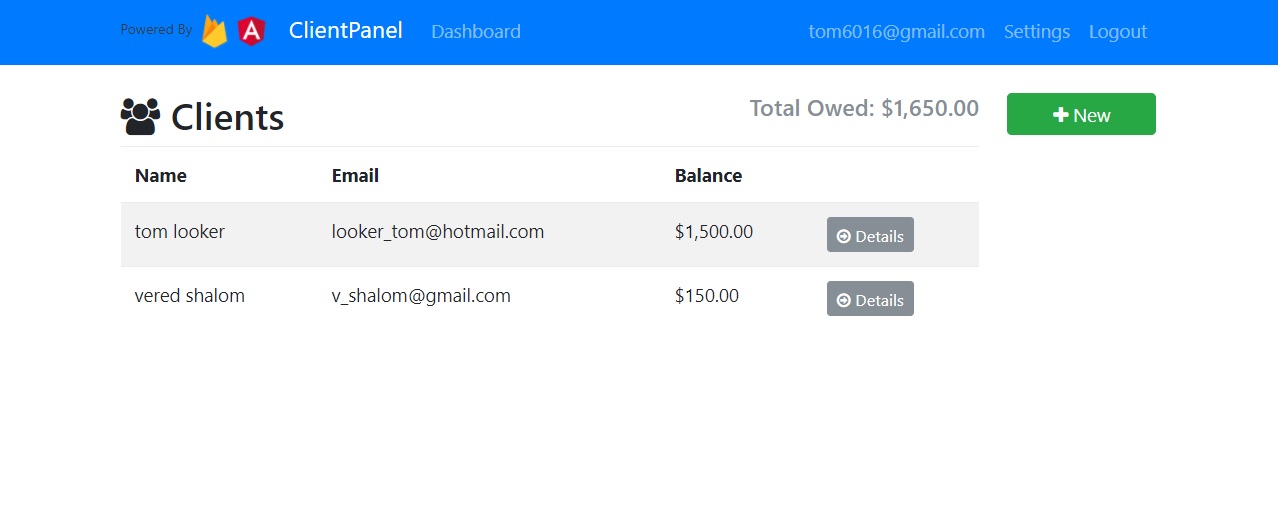 Powered By ClientPanel Dashboard tom6016@gmail.com Settings Logout
Clients Total Owed: $1,650.00 New
Name Email Balance
tom looker looker_tom@hotmail.com $1,500.00 Details
vered shalom v_shalom@gmail.com $150.00 Details